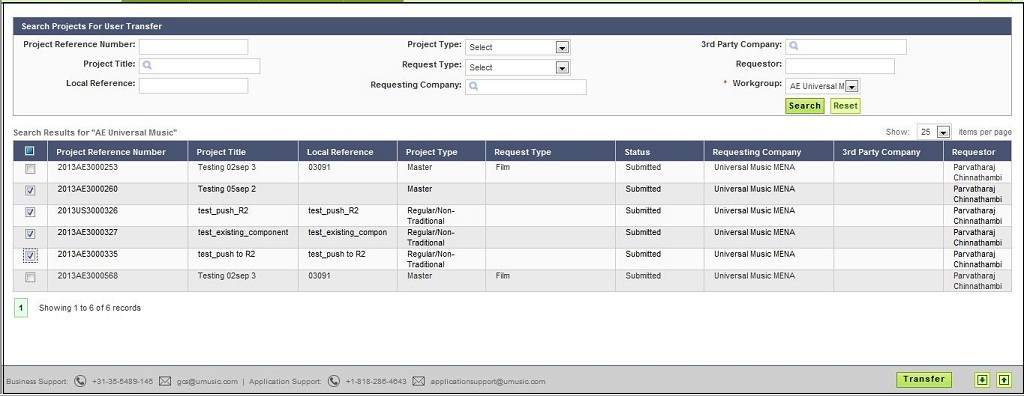 Search Projects For User Transfer
Project Reference Number: Project Type: Select 3rd Party Company:
Project Title: Request Type: Select Requestor:
Local Reference: Requesting Company: * Workgroup: AE Universal M
Search Reset
Search Results for "AE Universal Music" Show: 25 items per page
Project Reference Number Project Title Local Reference Project Type Request Type Status Requesting Company 3rd Party Company Requestor
2013AE3000253 Testing 02sep 3 03091 Master Film Submitted Universal Music MENA Parvatharaj
Chinnathambi
2013AE3000260 Testing 05sep 2 Master Submitted Universal Music MENA Parvatharaj
Chinnathambi
2013US3000326 test_push_R2 test_push_R2 Regular/Non- Submitted Universal Music MENA Parvatharaj
Traditional Chinnathambi
2013AE3000327 test_existing_component test_existing_compon Regular/Non- Submitted Universal Music MENA Parvatharaj
Traditional Chinnathambi
2013AE3000335 test_push to R2 test_push to R2 Regular/Non- Submitted Universal Music MENA Parvatharaj
Traditional Chinnathambi
2013AE3000568 Testing 02sep 3 03091 Master Film Submitted Universal Music MENA Parvatharaj
Chinnathambi
1 Showing 1 to 6 of 6 records
Business Support: +31-35-6489-146 gcs@umusic.com | Application Support: +1-818-286-4643 applicationsupport@umusic.com Transfer